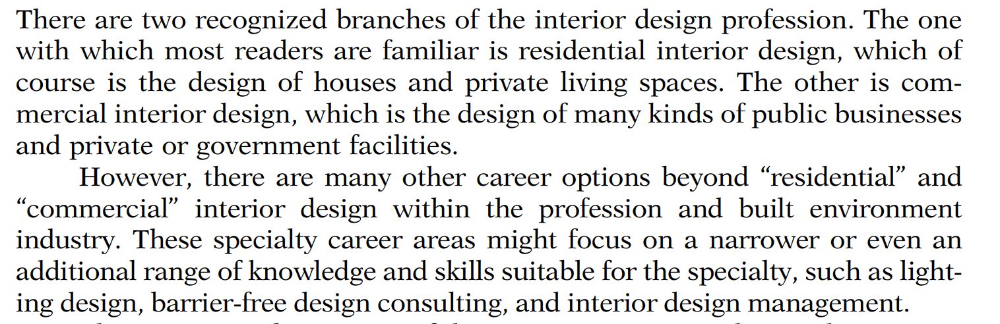 There are two recognized branches of the interior design profession. The one
with which most readers are familiar is residential interior design, which of
course is the design of houses and private living spaces. The other is com-
mercial interior design, which is the design of many kinds of public businesses
and private or government facilities.
However, there are many other career options beyond “residential” and
“commercial” interior design within the profession and built environment
industry. These specialty career areas might focus on a narrower or even an
additional range of knowledge and skills suitable for the specialty, such as light-
ing design, barrier-free design consulting, and interior design management.